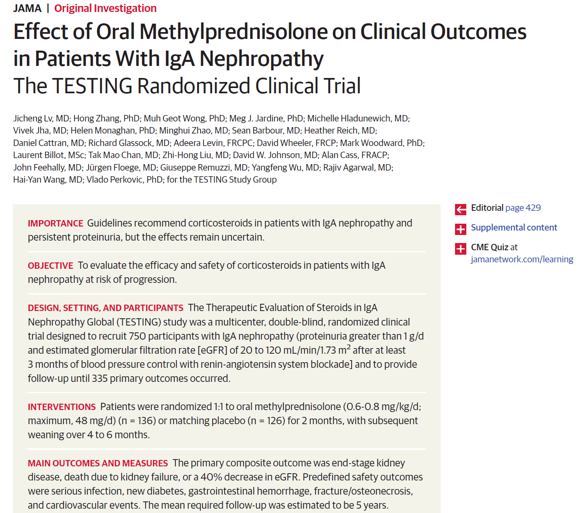 JAMA | Original Investigation
Effect of Oral Methylprednisolone on Clinical Outcomes
in Patients With IgA Nephropathy
The TESTING Randomized Clinical Trial
Jicheng Lv, MD; Hong Zhang, PhD; Muh Geot Wong, PhD; Meg J. Jardine, PhD; Michelle Hladunewich, MD;
Vivek Jha, MD; Helen Monaghan, PhD; Minghui Zhao, MD; Sean Barbour, MD; Heather Reich, MD;
Daniel Cattran, MD; Richard Glassock, MD; Adeera Levin, FRCPC; David Wheeler, FRCP; Mark Woodward, PhD;
Laurent Billot, MSc; Tak Mao Chan, MD; Zhi-Hong Liu, MD; David W. Johnson, MD; Alan Cass, FRACP;
John Feehally, MD; Jürgen Floege, MD; Giuseppe Remuzzi, MD; Yangfeng Wu, MD; Rajiv Agarwal, MD;
Hai-Yan Wang, MD; Vlado Perkovic, PhD; for the TESTING Study Group
IMPORTANCE Guidelines recommend corticosteroids in patients with IgA nephropathy and
persistent proteinuria, but the effects remain uncertain.
OBJECTIVE To evaluate the efficacy and safety of corticosteroids in patients with IgA
nephropathy at risk of progression.
DESIGN, SETTING, AND PARTICIPANTS The Therapeutic Evaluation of Steroids in IgA
Nephropathy Global (TESTING) study was a multicenter, double-blind, randomized clinical
trial designed to recruit 750 participants with IgA nephropathy (proteinuria greater than 1 g/d
and estimated glomerular filtration rate [eGFR] of 20 to 120 mL/min/1.73 m² after at least
3 months of blood pressure control with renin-angiotensin system blockade] and to provide
follow-up until 335 primary outcomes occurred.
INTERVENTIONS Patients were randomized 1:1 to oral methylprednisolone (0.6-0.8 mg/kg/d;
maximum, 48 mg/d) (n = 136) or matching placebo (n = 126) for 2 months, with subsequent
weaning over 4 to 6 months.
MAIN OUTCOMES AND MEASURES The primary composite outcome was end-stage kidney
disease, death due to kidney failure, or a 40% decrease in eGFR. Predefined safety outcomes
were serious infection, new diabetes, gastrointestinal hemorrhage, fracture/osteonecrosis,
and cardiovascular events. The mean required follow-up was estimated to be 5 years.
Editorial page 429
Supplemental content
CME Quiz at
jamanetwork.com/learning